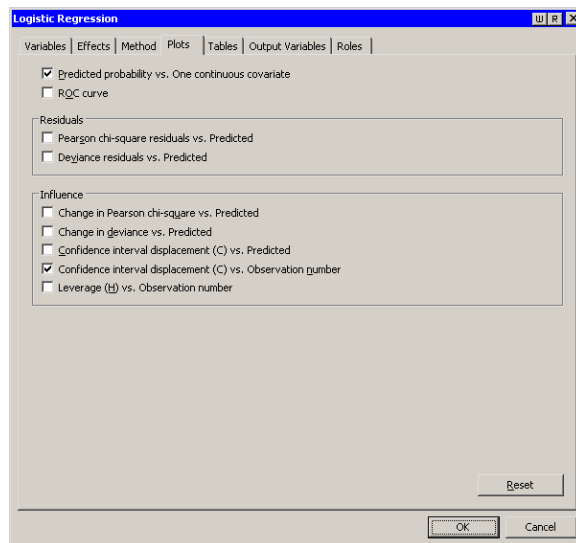 Logistic Regression W R X
Variables Effects Method Plots Tables Output Variables Roles
Predicted probability vs. One continuous covariate
ROC curve
Residuals
Pearson chi-square residuals vs. Predicted
Deviance residuals vs. Predicted
Influence
Change in Pearson chi-square vs. Predicted
Change in deviance vs. Predicted
Confidence interval displacement (C) vs. Predicted
Confidence interval displacement (C) vs. Observation number
Leverage (H) vs. Observation number
Reset
OK Cancel